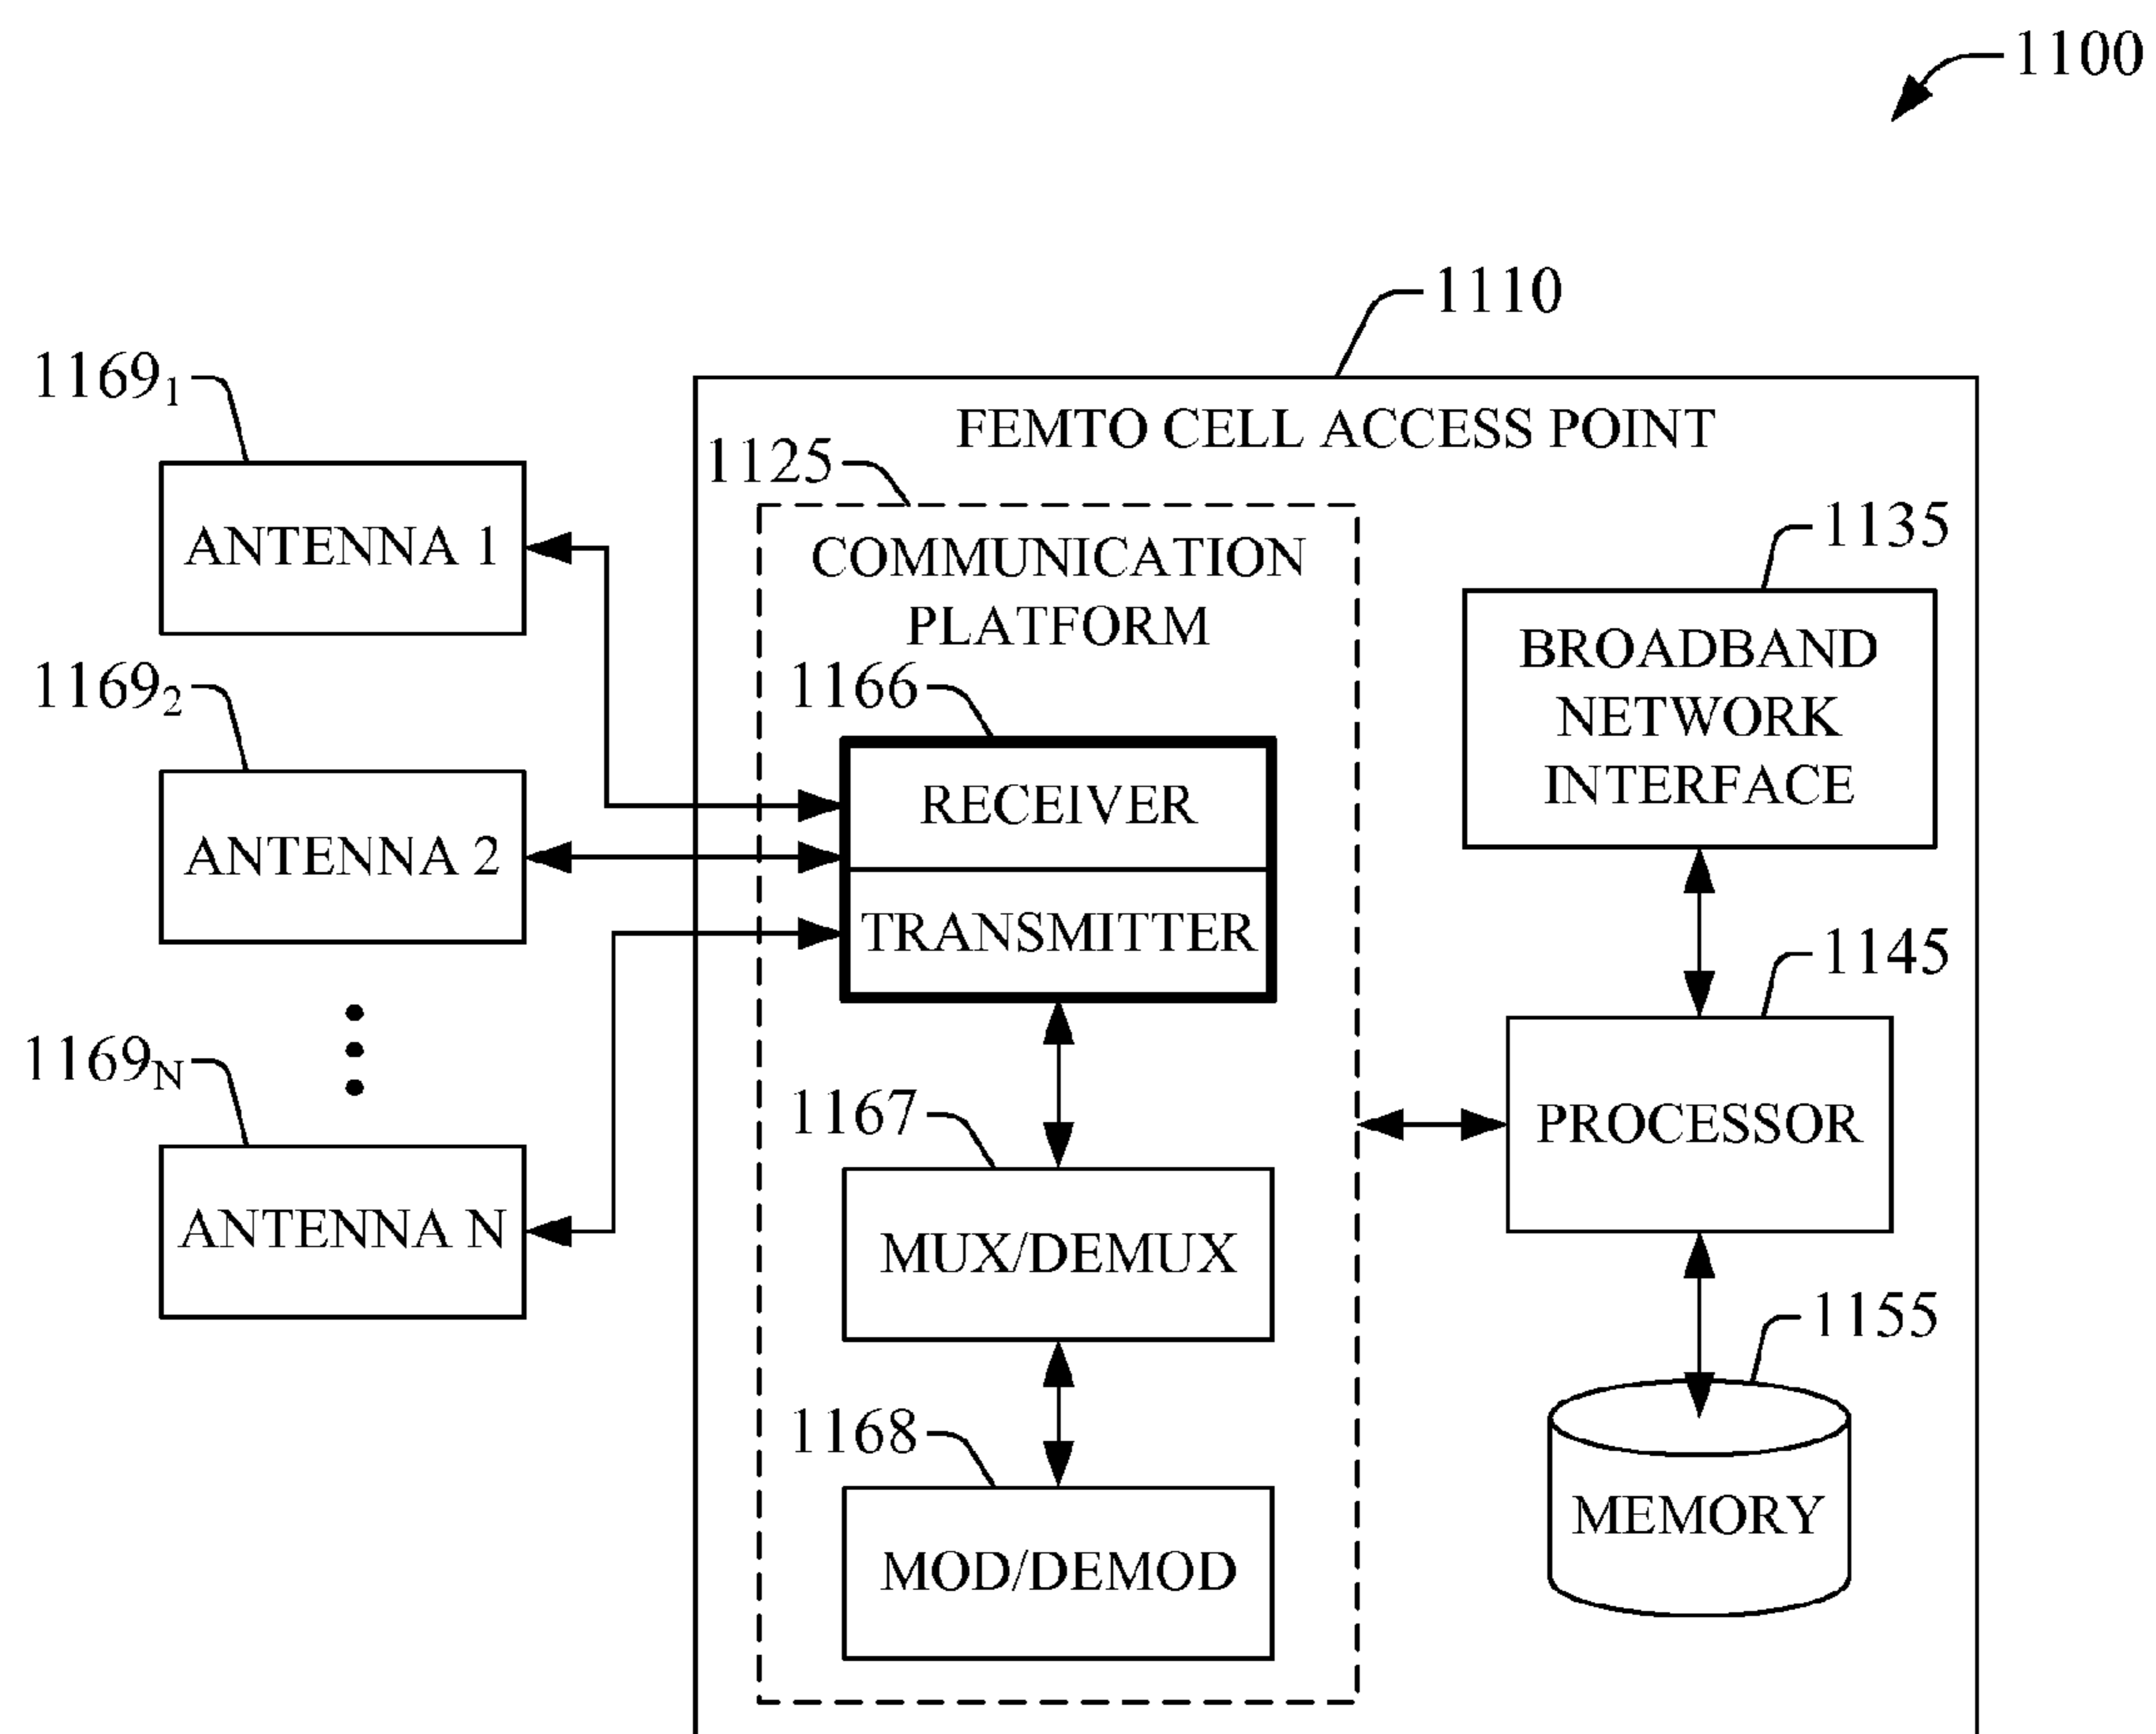 1100
1110
1169₁
FEMTO CELL ACCESS POINT
1125
ANTENNA 1
COMMUNICATION
PLATFORM
1135
BROADBAND
NETWORK
INTERFACE
1169₂
1166
ANTENNA 2
RECEIVER
TRANSMITTER
1145
PROCESSOR
1169N
1167
ANTENNA N
MUX/DEMUX
1155
1168
MEMORY
MOD/DEMOD